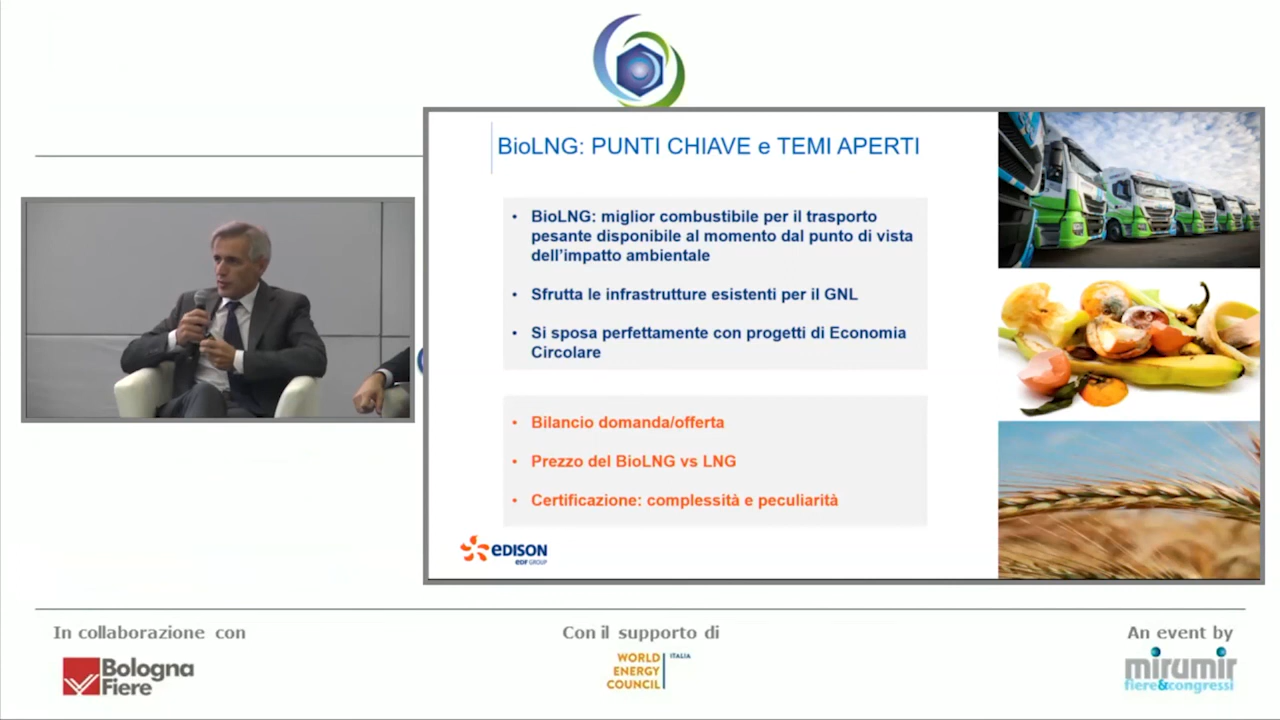 BioLNG: PUNTI CHIAVE e TEMI APERTI
• BioLNG: miglior combustibile per il trasporto
pesante disponibile al momento dal punto di vista
dell'impatto ambientale
• Sfrutta le infrastrutture esistenti per il GNL
• Si sposa perfettamente con progetti di Economia
Circolare
• Bilancio domanda/offerta
• Prezzo del BioLNG vs LNG
• Certificazione: complessità e peculiarità
EDISON
EDF GROUP
In collaborazione con
Bologna
Fiere
Con il supporto di
WORLD
ENERGY
COUNCIL
ITALIA
An event by
mirumir
fiere&congressi